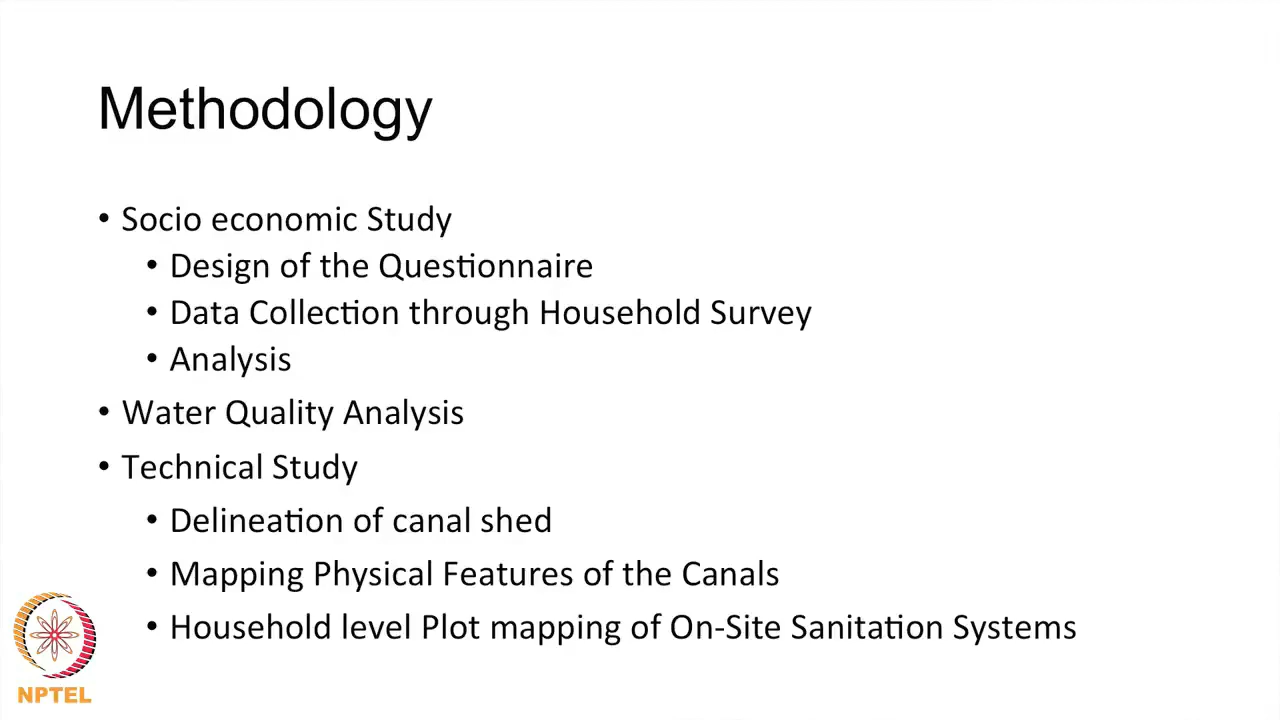 Methodology
• Socio economic Study
• Design of the Questionnaire
• Data Collection through Household Survey
• Analysis
• Water Quality Analysis
• Technical Study
• Delineation of canal shed
• Mapping Physical Features of the Canals
• Household level Plot mapping of On-Site Sanitation Systems
NPTEL